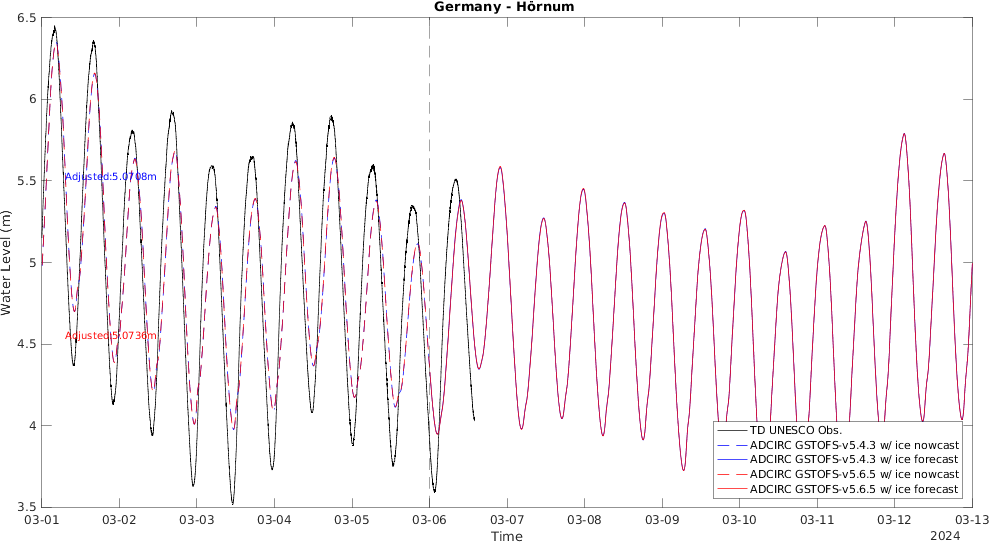 Germany - Hörnum
6.5
6
5.5
5
4.5
4
3.5
Water Level (m)
Adjusted:5.0708m
Adjusted:5.0736m
TD UNESCO Obs.
ADCIRC GSTOFS-v5.4.3 w/ ice nowcast
ADCIRC GSTOFS-v5.4.3 w/ ice forecast
ADCIRC GSTOFS-v5.6.5 w/ ice nowcast
ADCIRC GSTOFS-v5.6.5 w/ ice forecast
03-01 03-02 03-03 03-04 03-05 03-06 03-07 03-08 03-09 03-10 03-11 03-12 03-13
Time
2024